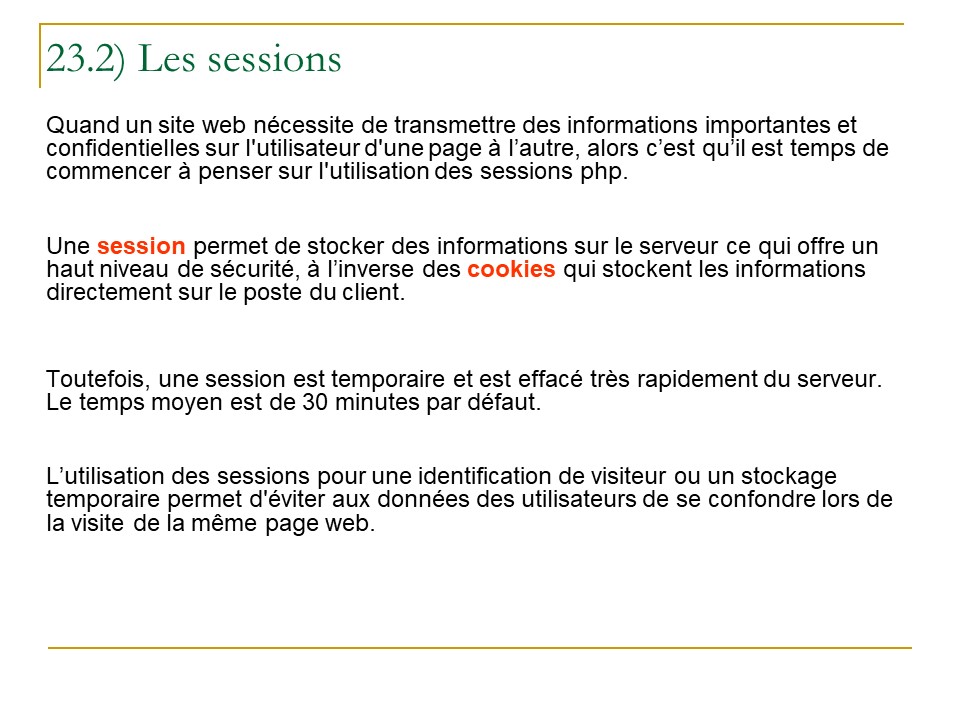 23.2) Les sessions
Quand un site web nécessite de transmettre des informations importantes et
confidentielles sur l'utilisateur d'une page à l’autre, alors c’est qu’il est temps de
commencer à penser sur l'utilisation des sessions php.
Une session permet de stocker des informations sur le serveur ce qui offre un
haut niveau de sécurité, à l’inverse des cookies qui stockent les informations
directement sur le poste du client.
Toutefois, une session est temporaire et est effacé très rapidement du serveur.
Le temps moyen est de 30 minutes par défaut.
L’utilisation des sessions pour une identification de visiteur ou un stockage
temporaire permet d'éviter aux données des utilisateurs de se confondre lors de
la visite de la même page web.